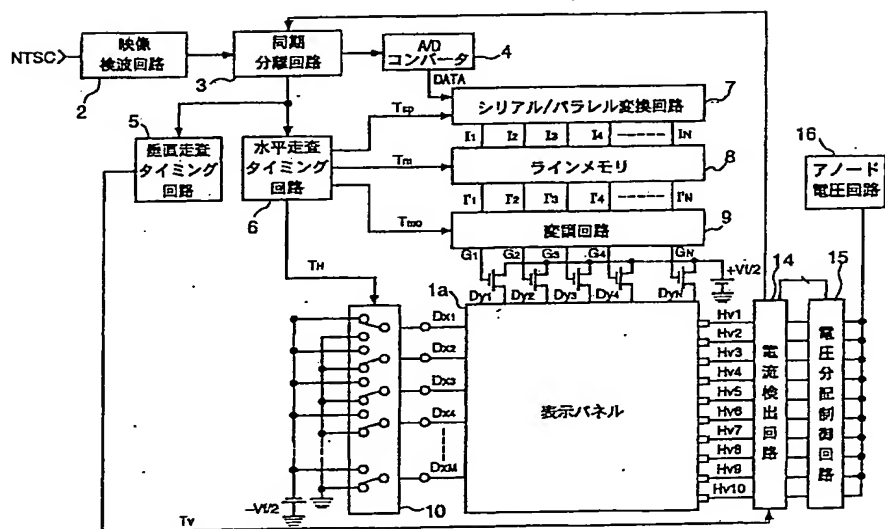 NTSC
映像
検波回路
2
同期
分離回路
3
A/D
コンバータ
4
DATA
5
垂直走査
タイミング
回路
水平走査
タイミング
回路
6
Tsp
Tm
Tmo
シリアル/パラレル変換回路
7
I1 I2 I3 I4 IN
ラインメモリ
8
I'1 I'2 I'3 I'4 I'N
変調回路
9
G1 G2 G3 G4 GN
+Vf/2
Dy1 Dy2 Dy3 Dy4 DyN
16
アノード
電圧回路
TH
1a
14
15
Dx1
Dx2
Dx3
Dx4
DxM
表示パネル
Hv1
Hv2
Hv3
Hv4
Hv5
Hv6
Hv7
Hv8
Hv9
Hv10
電流検出回路
電圧分配制御回路
-Vf/2
10
Tv